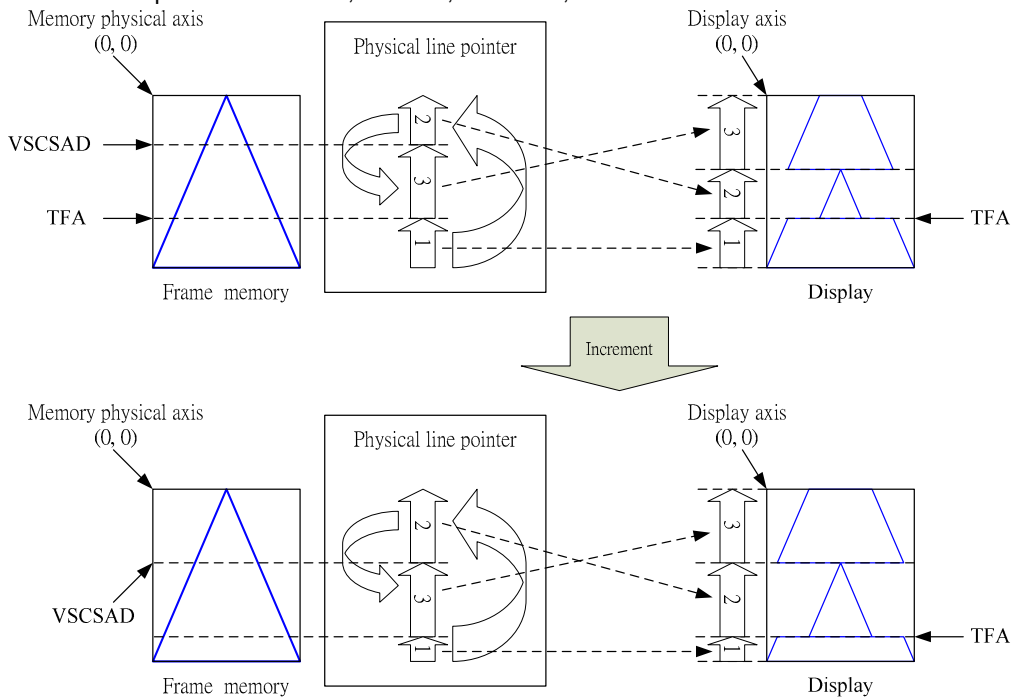 Memory physical axis
(0, 0)
Physical line pointer
Display axis
(0, 0)
VSCSAD
TFA
2
3
1
3
2
1
TFA
Frame memory
Display
Increment
Memory physical axis
(0, 0)
Physical line pointer
Display axis
(0, 0)
VSCSAD
2
3
1
3
2
1
TFA
Frame memory
Display